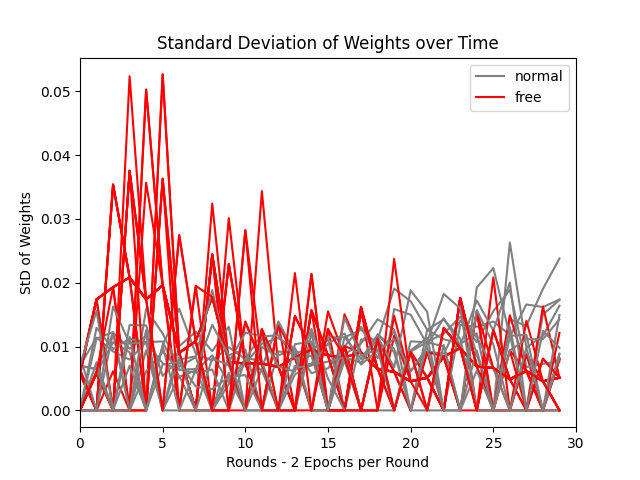 Standard Deviation of Weights over Time
normal
free
StD of Weights
0.05
0.04
0.03
0.02
0.01
0.00
0 5 10 15 20 25 30
Rounds - 2 Epochs per Round